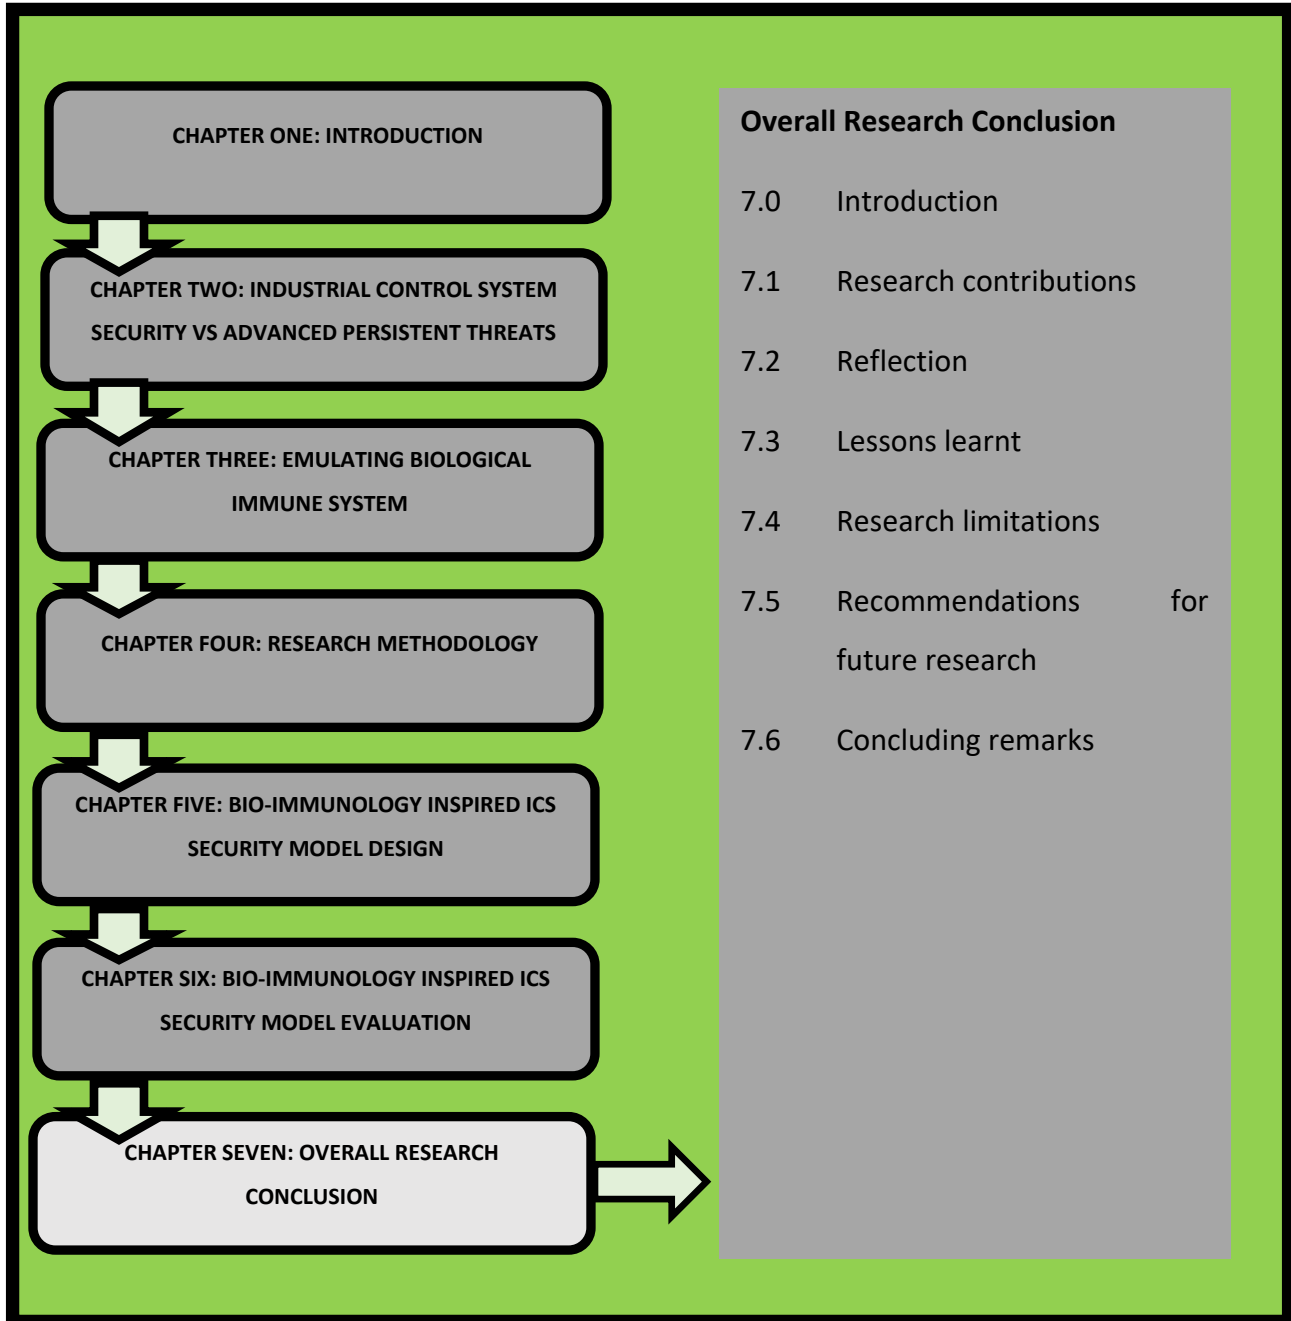 CHAPTER ONE: INTRODUCTION
CHAPTER TWO: INDUSTRIAL CONTROL SYSTEM
SECURITY VS ADVANCED PERSISTENT THREATS
CHAPTER THREE: EMULATING BIOLOGICAL
IMMUNE SYSTEM
CHAPTER FOUR: RESEARCH METHODOLOGY
CHAPTER FIVE: BIO-IMMUNOLOGY INSPIRED ICS
SECURITY MODEL DESIGN
CHAPTER SIX: BIO-IMMUNOLOGY INSPIRED ICS
SECURITY MODEL EVALUATION
CHAPTER SEVEN: OVERALL RESEARCH
CONCLUSION
Overall Research Conclusion
7.0 Introduction
7.1 Research contributions
7.2 Reflection
7.3 Lessons learnt
7.4 Research limitations
7.5 Recommendations for
future research
7.6 Concluding remarks